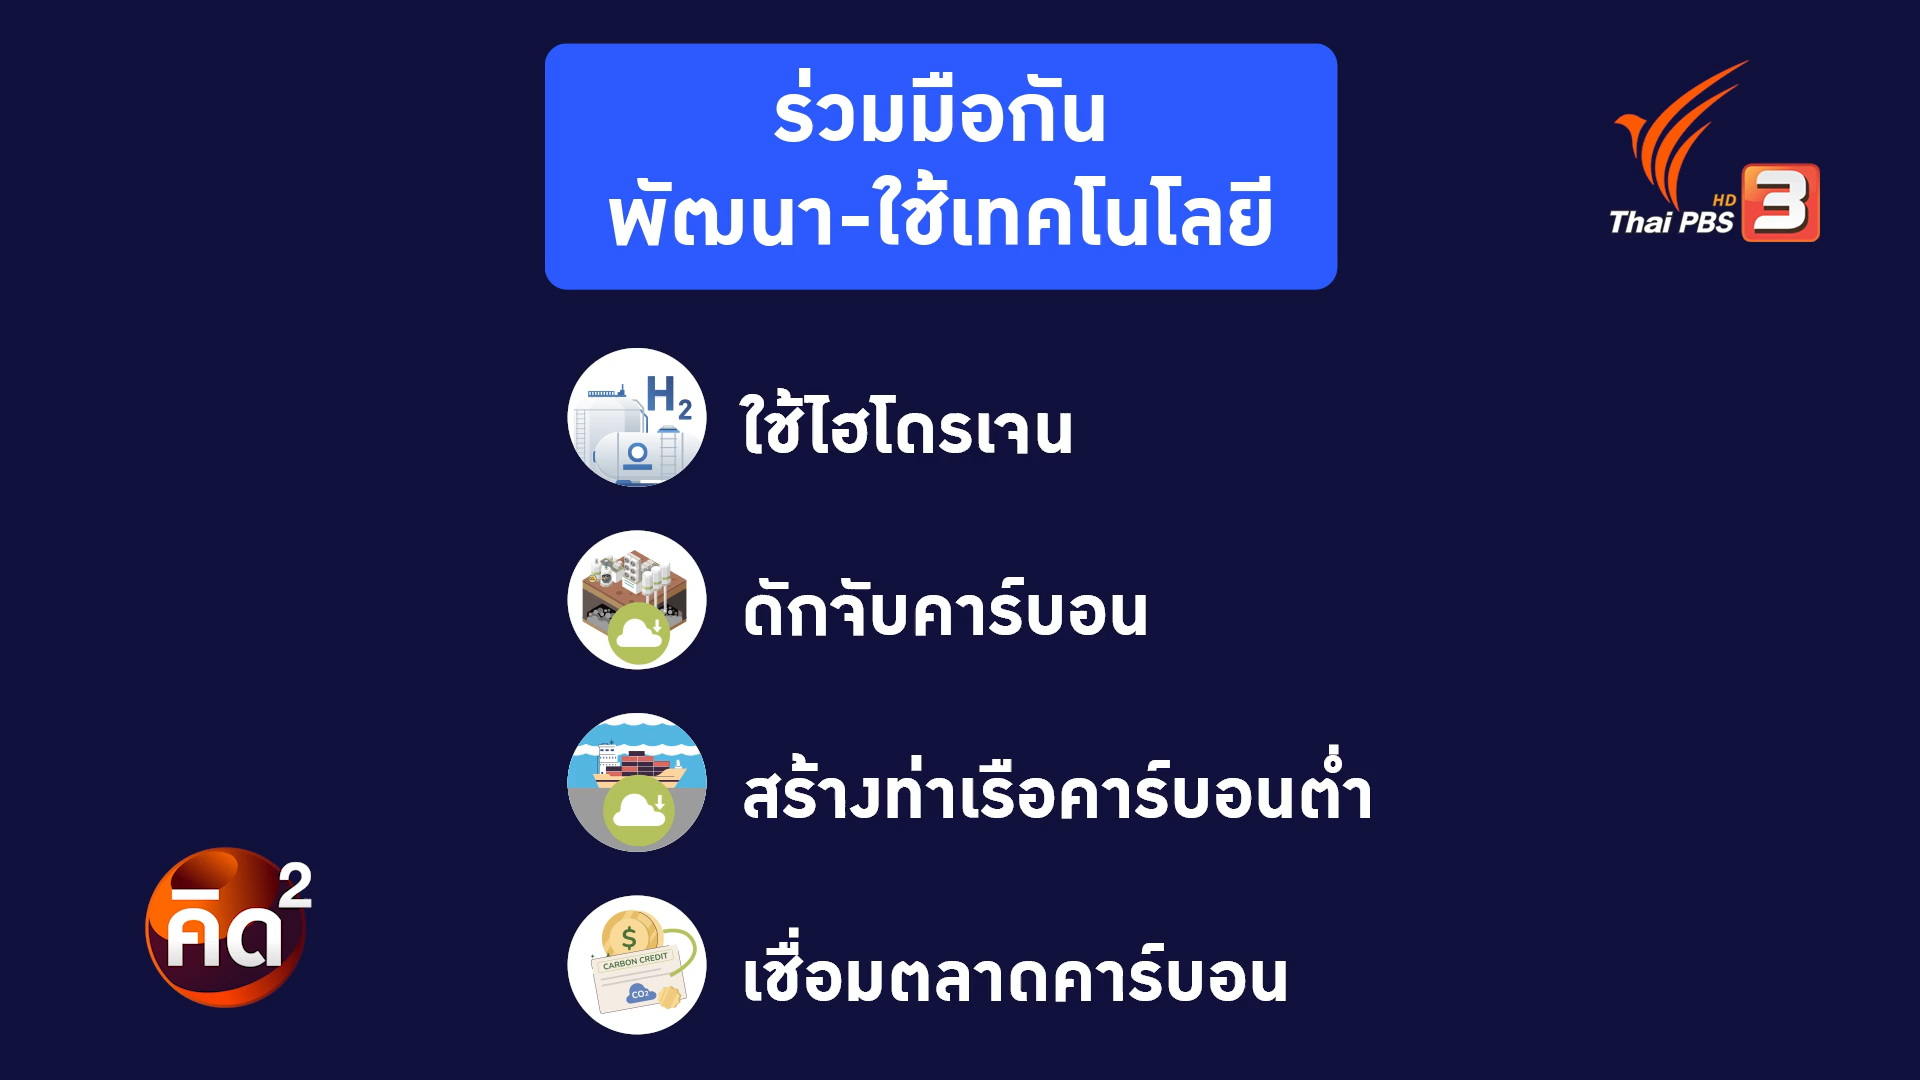 ร่วมมือกัน
พัฒนา-ใช้เทคโนโลยี
HD
Thai PBS 3
H2
ใช้ไฮโดรเจน
ดักจับคาร์บอน
สร้างท่าเรือคาร์บอนต่ำ
$
CARBON CREDIT
CO2
เชื่อมตลาดคาร์บอน
คิด2